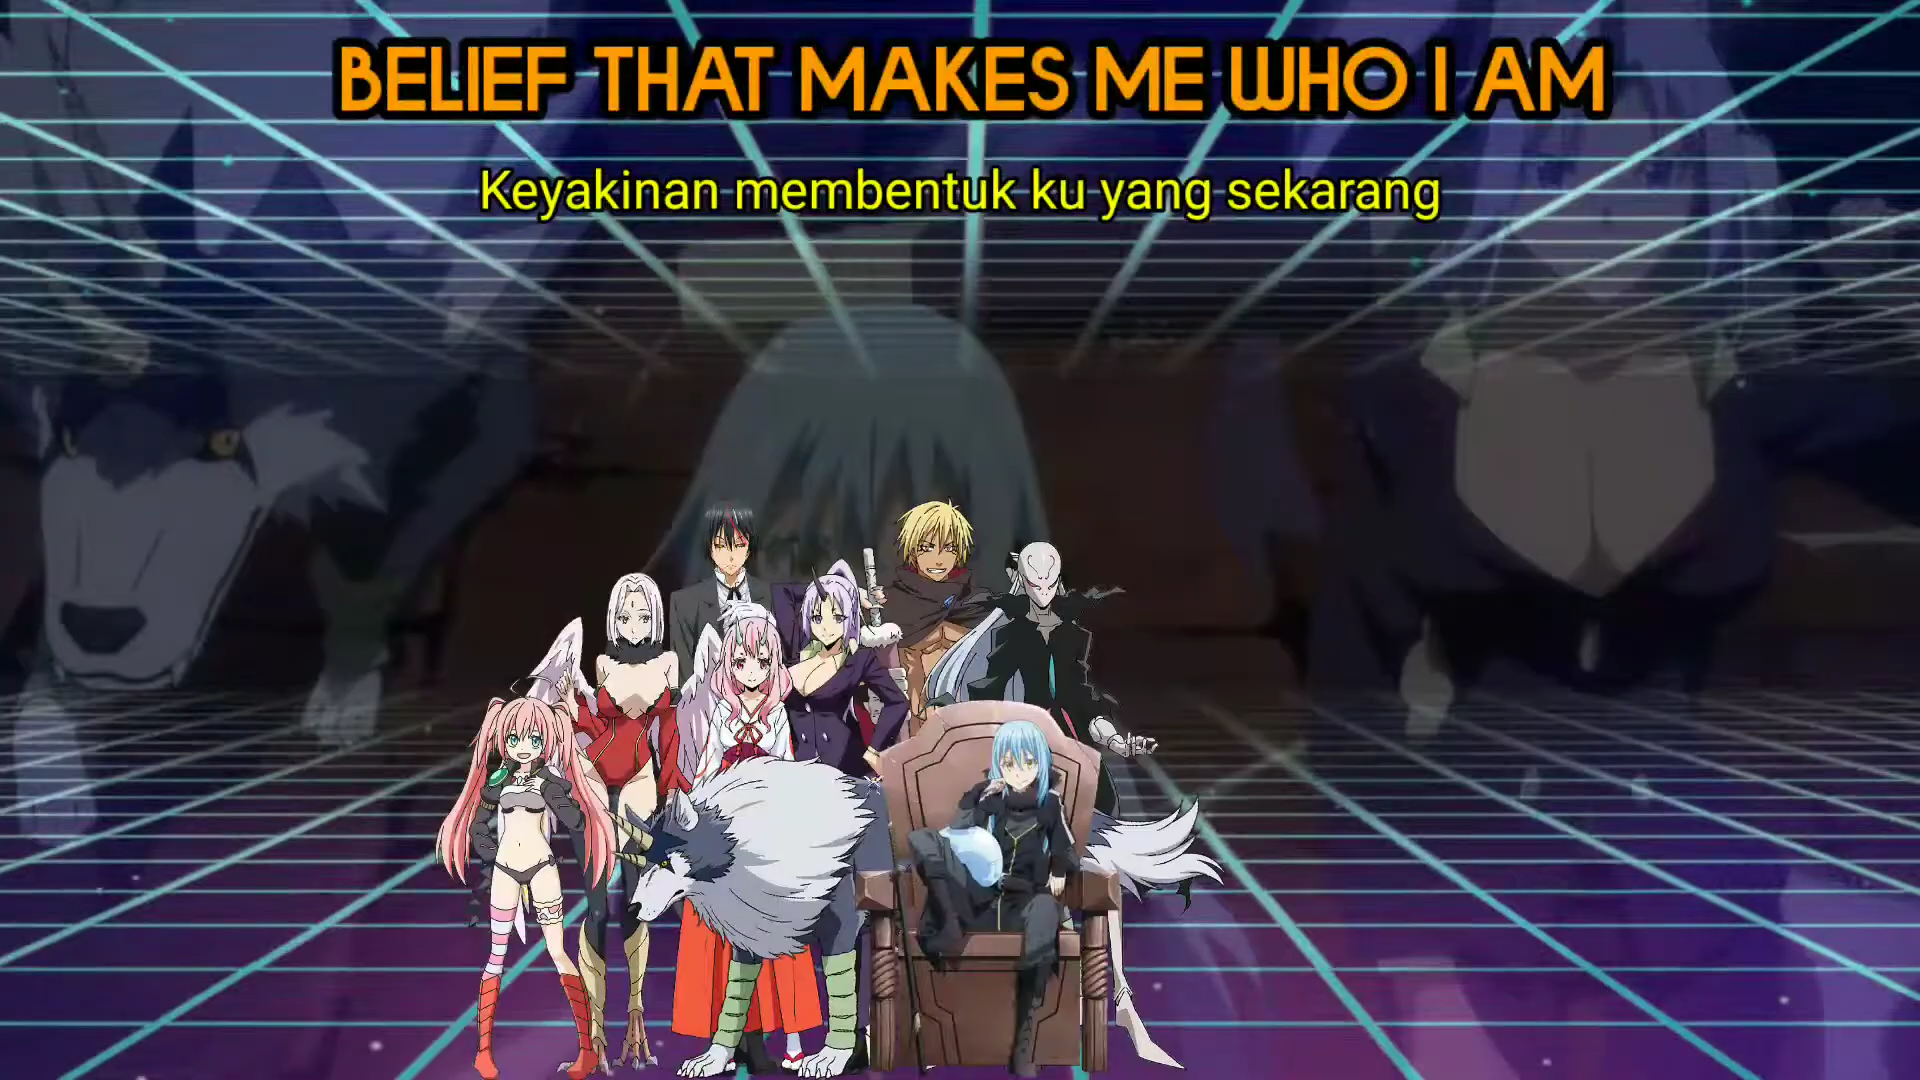 BELIEF THAT MAKES ME WHO I AM
Keyakinan membentuk ku yang sekarang